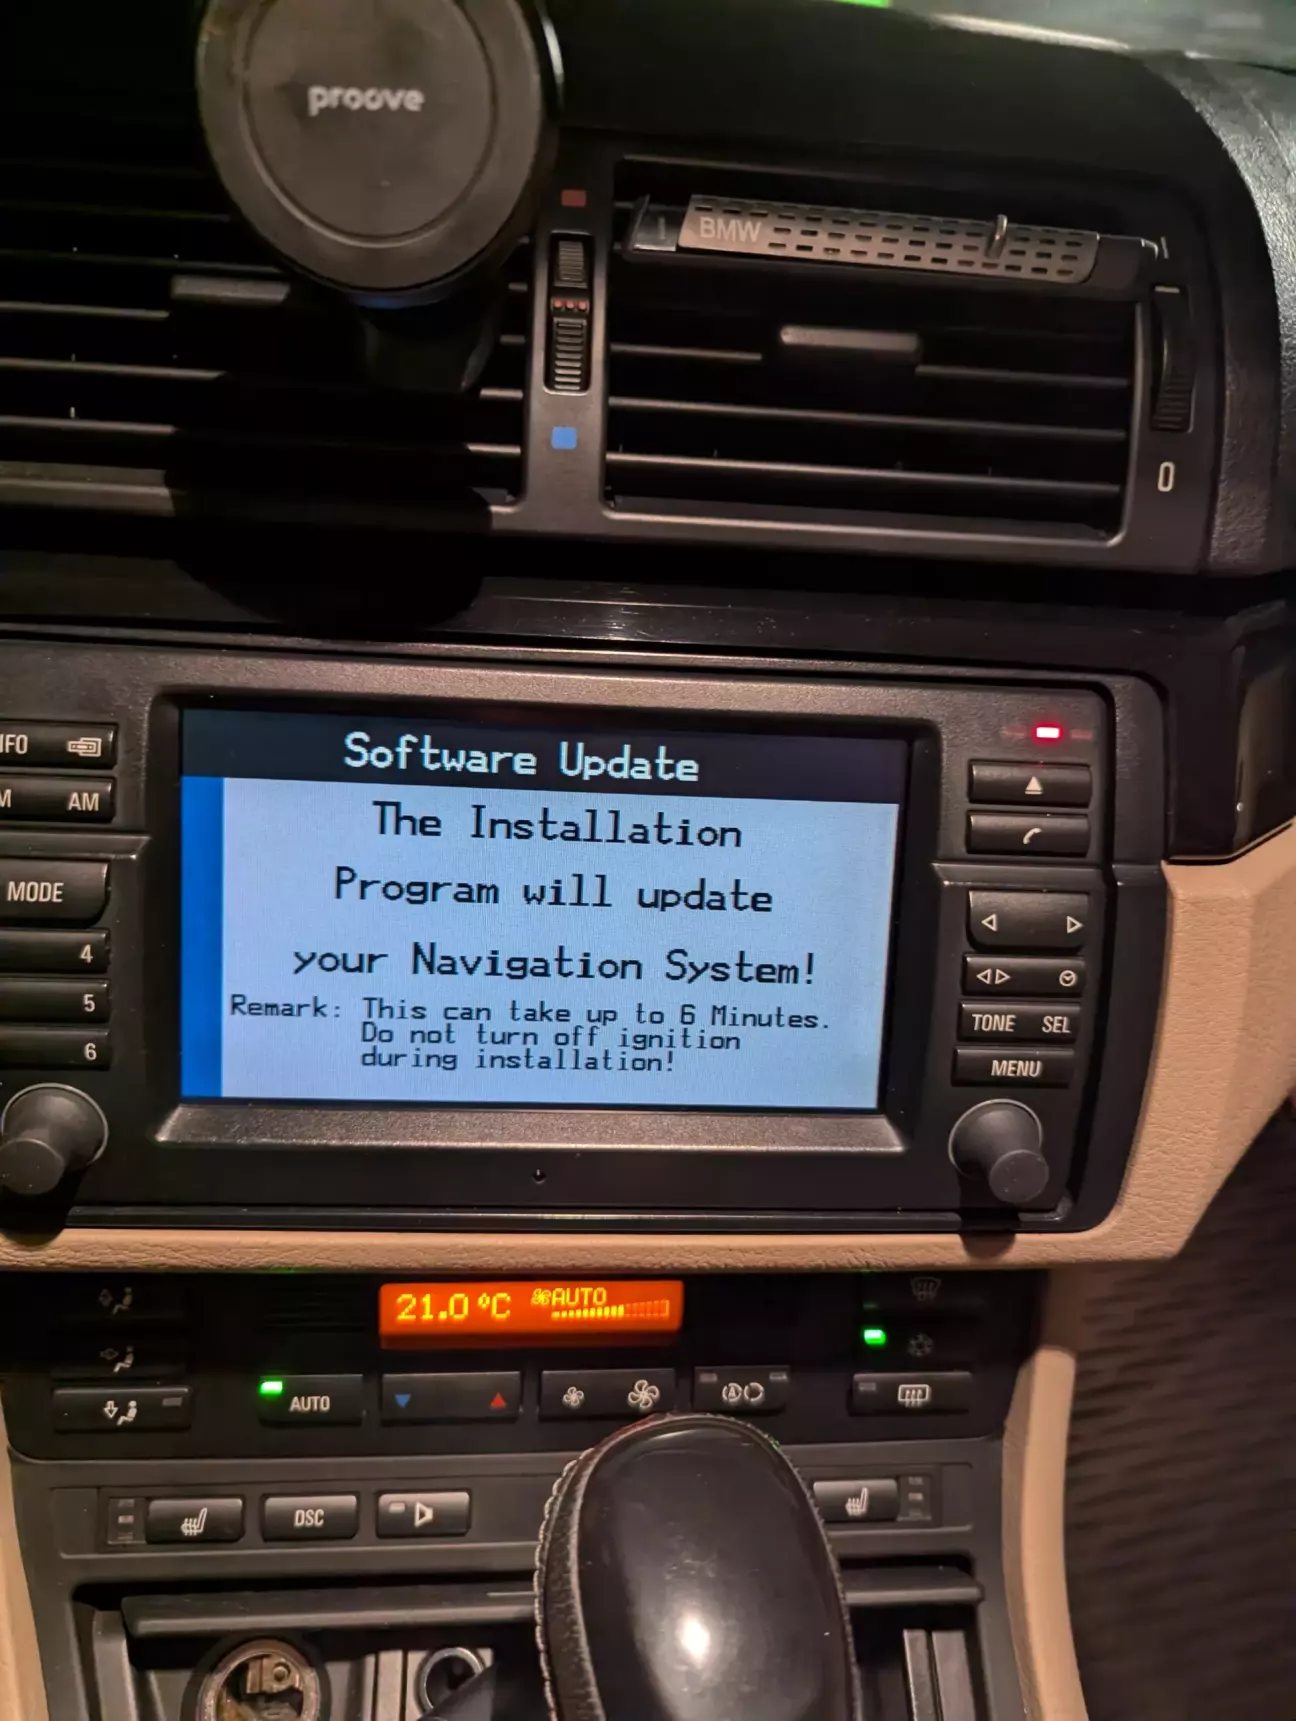 proove
BMW
0
Software Update
The Installation
Program will update
your Navigation System!
Remark: This can take up to 6 Minutes.
Do not turn off ignition
during installation!
AM
MODE
4
5
6
TONE SEL
MENU
21.0 °C AUTO
AUTO
DSC